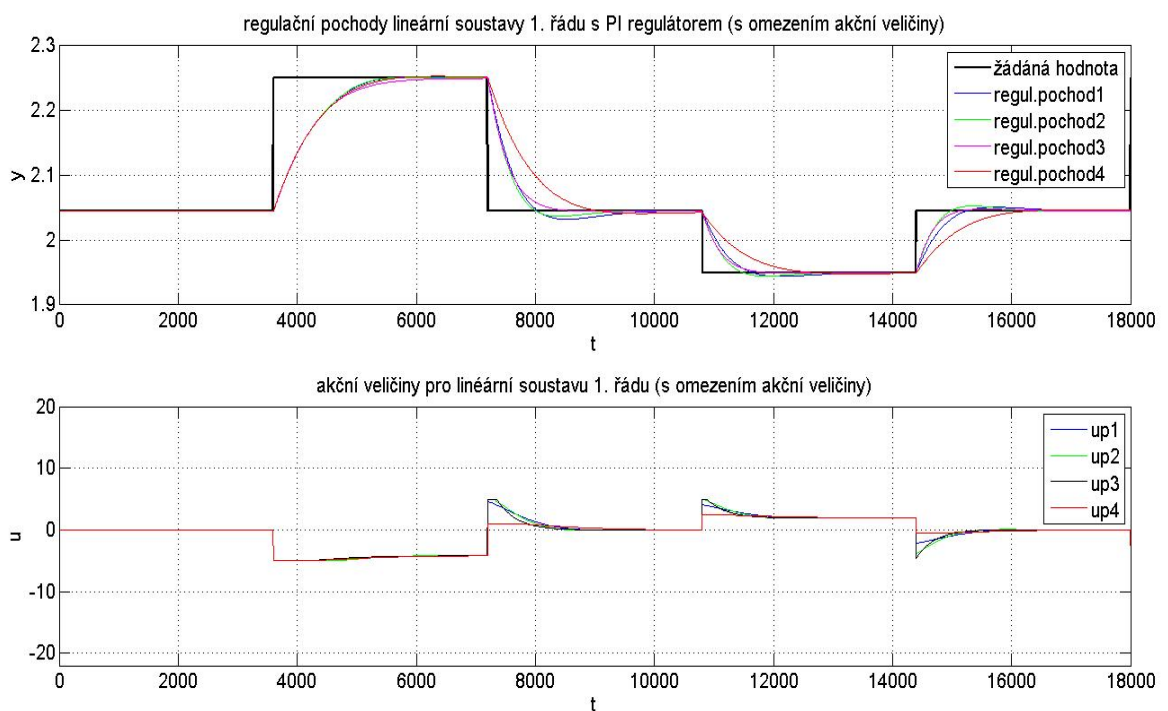 regulační pochody lineární soustavy 1. řádu s PI regulátorem (s omezením akční veličiny)
2.3
2.2
2.1
2
1.9
y
žádáná hodnota
regul.pochod1
regul.pochod2
regul.pochod3
regul.pochod4
0 2000 4000 6000 8000 10000 12000 14000 16000 18000
t
akční veličiny pro linéární soustavu 1. řádu (s omezením akční veličiny)
20
10
0
-10
-20
u
up1
up2
up3
up4
0 2000 4000 6000 8000 10000 12000 14000 16000 18000
t